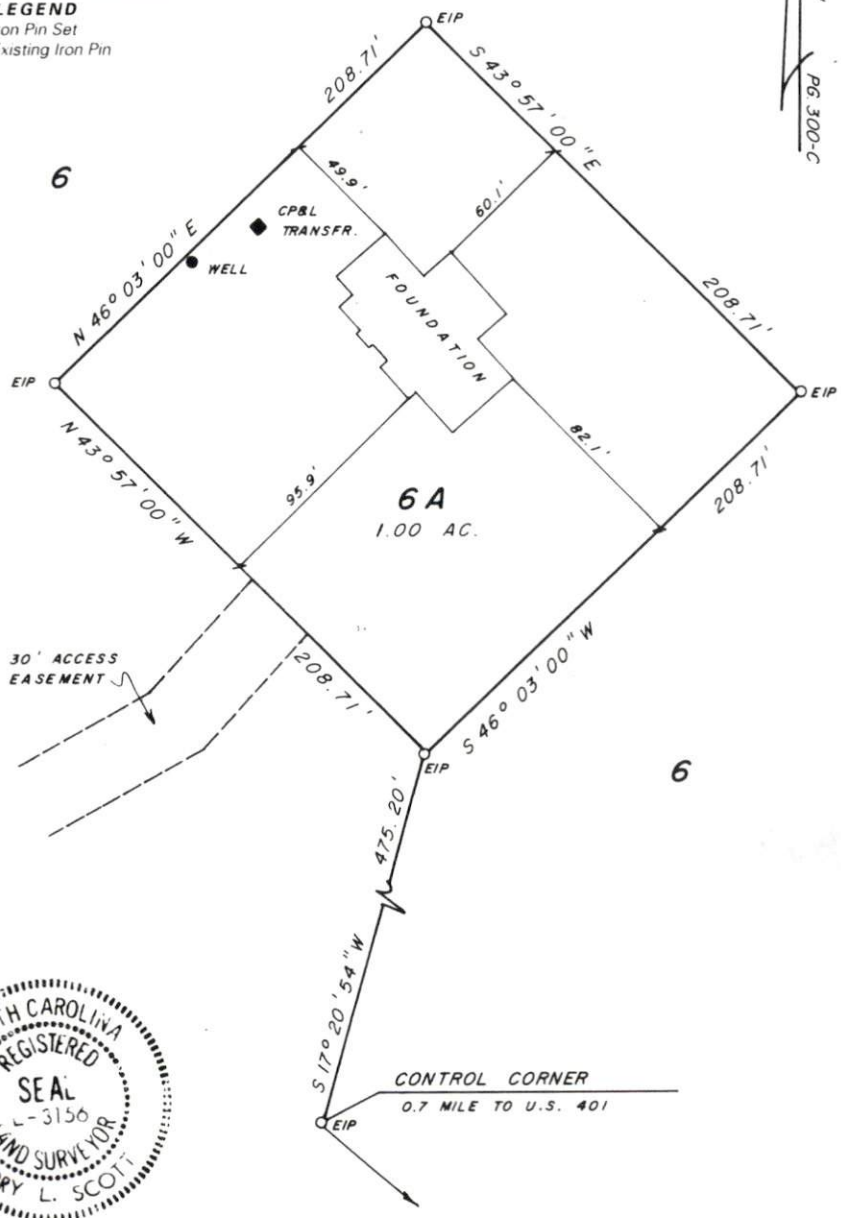 LEGEND
on Pin Set
xisting Iron Pin
PG. 300-C
EIP
208.71'
S 43° 57' 00" E
6
49.9'
60.1'
CP&L
TRANSFR.
WELL
N 46° 03' 00" E
FOUNDATION
208.71'
EIP
EIP
N 43° 57' 00" W
82.1'
208.71'
95.9'
6 A
1.00 AC.
30' ACCESS
EASEMENT
208.71'
S 46° 03' 00" W
EIP
6
475.20'
S 17° 20' 54" W
CONTROL CORNER
0.7 MILE TO U.S. 401
EIP
TH CAROLINA
REGISTERED
SEAL
L-3156
AND SURVEYOR
RY L. SCOTT